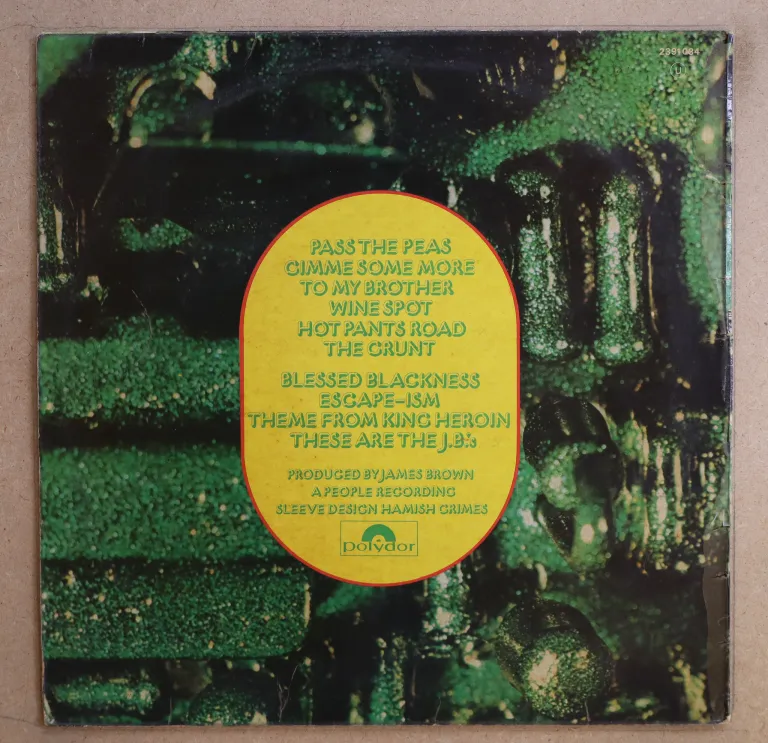 2391034
U
PASS THE PEAS
GIMME SOME MORE
TO MY BROTHER
WINE SPOT
HOT PANTS ROAD
THE GRUNT
BLESSED BLACKNESS
ESCAPE-ISM
THEME FROM KING HEROIN
THESE ARE THE J.B.'s
PRODUCED BY JAMES BROWN
A PEOPLE RECORDING
SLEEVE DESIGN HAMISH GRIMES
polydor